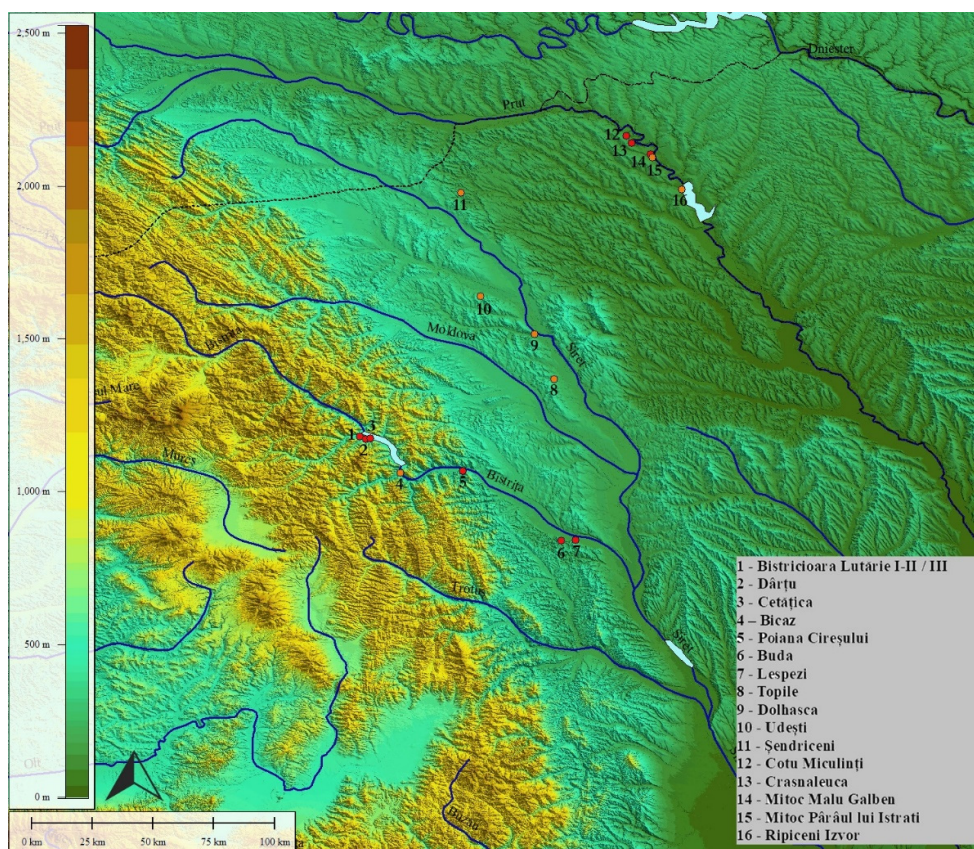 2,500 m
2,000 m
1,500 m
1,000 m
500 m
0 m
Dniester
Prut
12
13
14
15
16
11
10
Moldova
9
Siret
8
Bistrița
Mureș
1
3
2
4
5
Bistrița
6
7
Trotuș
Siret
Olt
Buzău
0 km
25 km
50 km
75 km
100 km
1 - Bistricioara Lutărie I-II / III
2 - Dârțu
3 - Cetățica
4 – Bicaz
5 - Poiana Cireșului
6 - Buda
7 - Lespezi
8 - Topile
9 - Dolhasca
10 - Udești
11 - Șendriceni
12 - Cotu Miculinți
13 - Crasnaleuca
14 - Mitoc Malu Galben
15 - Mitoc Pârâul lui Istrati
16 - Ripiceni Izvor